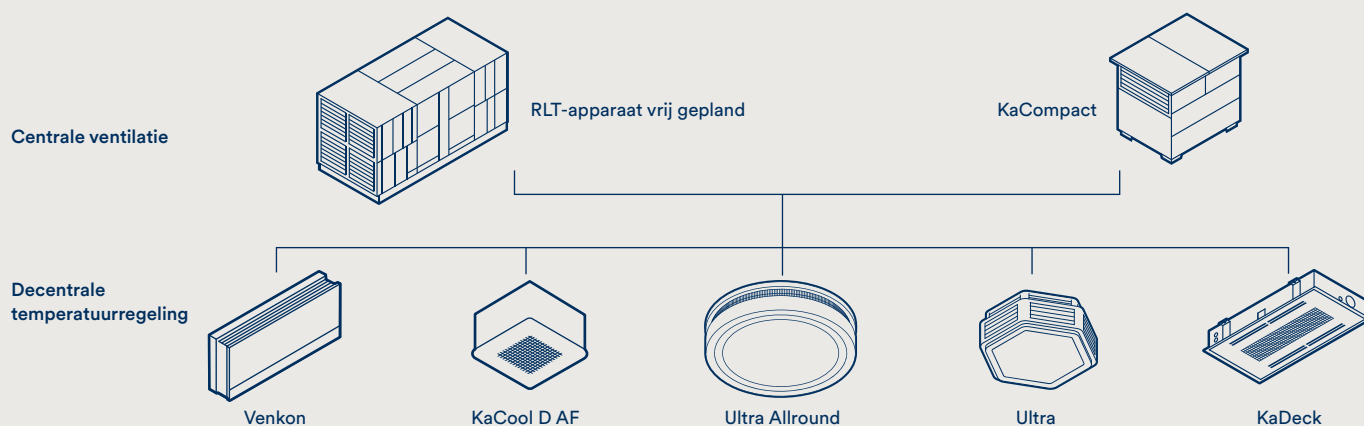 Centrale ventilatie
RLT-apparaat vrij gepland
KaCompact
Decentrale
temperatuurregeling
Venkon
KaCool D AF
Ultra Allround
Ultra
KaDeck